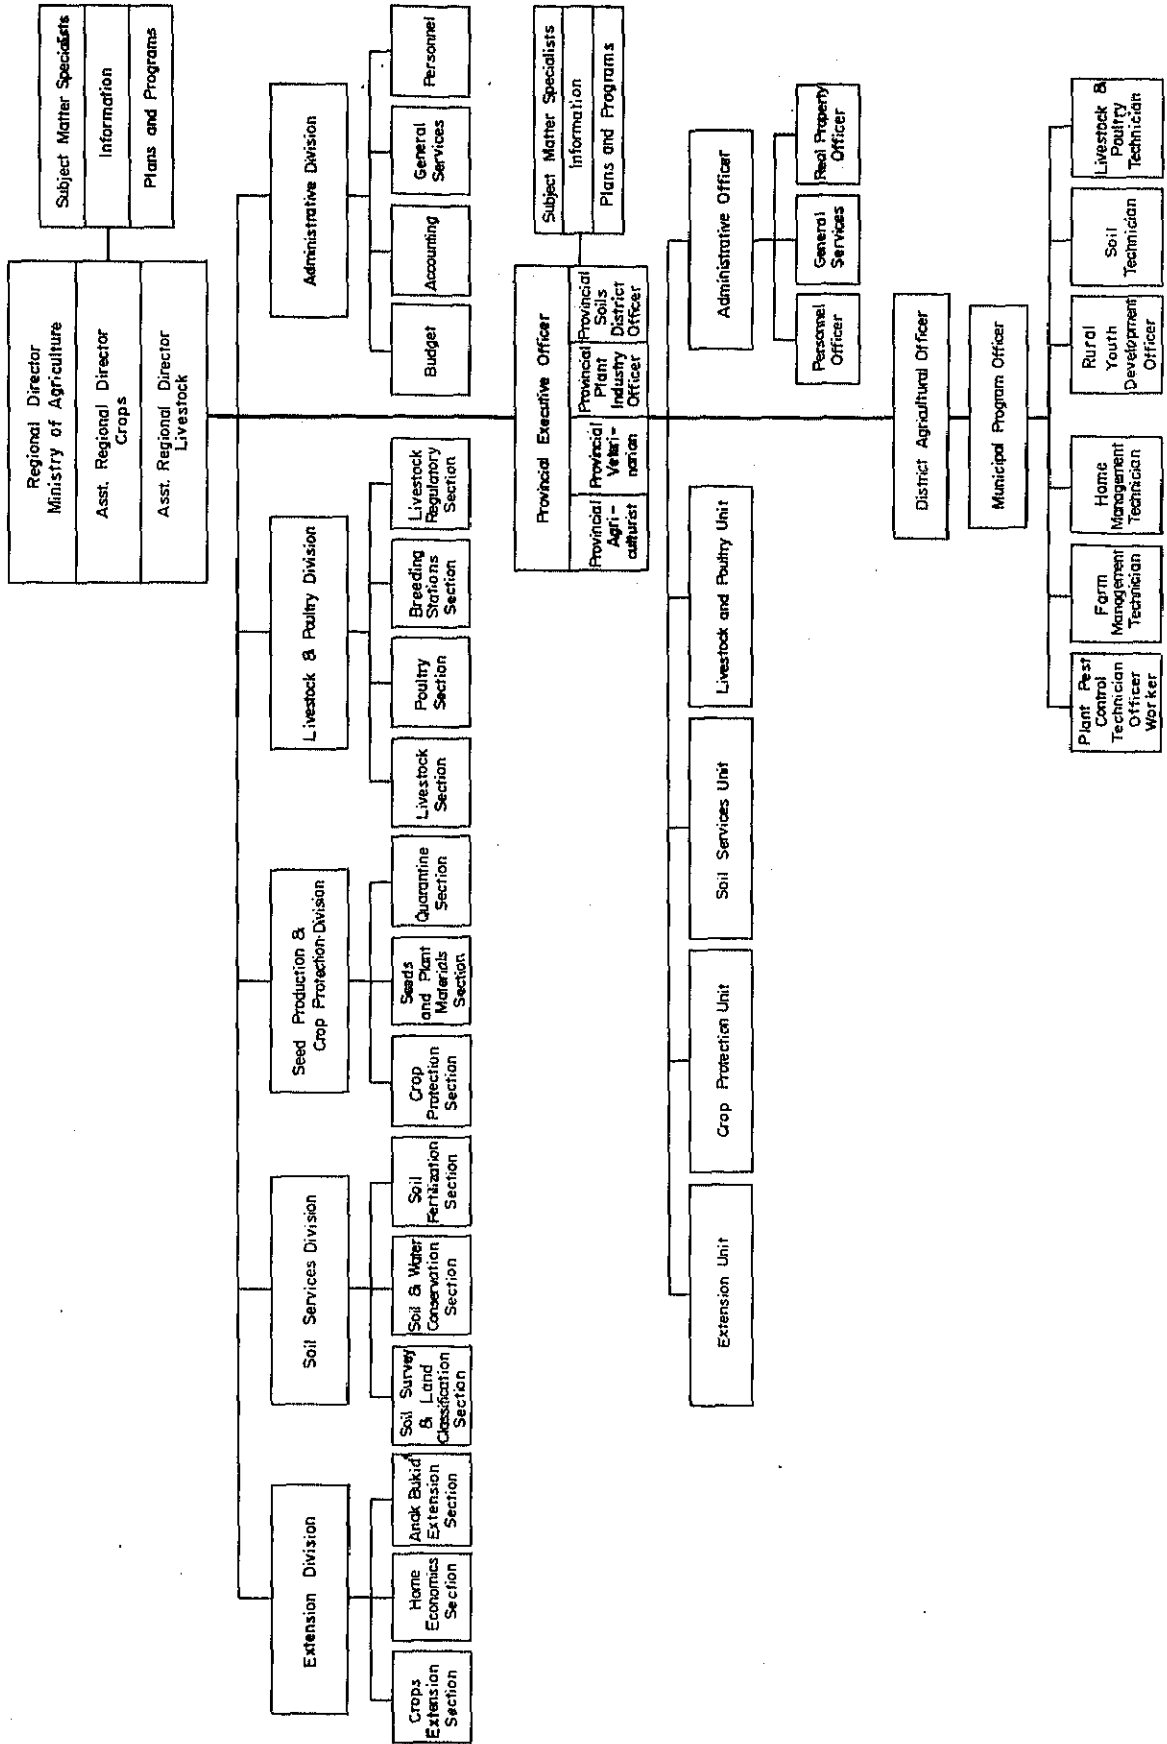 Regional Director
Ministry of Agriculture
Asst. Regional Director
Crops
Asst. Regional Director
Livestock
Subject Matter Specialists
Information
Plans and Programs
Extension Division
Soil Services Division
Seed Production &
Crop Protection Division
Livestock & Poultry Division
Administrative Division
Crops
Extension
Section
Home
Economics
Section
Anak Bukid
Extension
Section
Soil Survey
& Land
Classification
Section
Soil & Water
Conservation
Section
Soil
Fertilization
Section
Crop
Protection
Section
Seeds
and Plant
Materials
Section
Quarantine
Section
Livestock
Section
Poultry
Section
Breeding
Stations
Section
Livestock
Regulatory
Section
Budget
Accounting
General
Services
Personnel
Provincial Executive Officer
Provincial
Agri-
culturist
Provincial
Veteri-
narian
Provincial
Plant
Industry
Officer
Provincial
Soils
District
Officer
Subject Matter Specialists
Information
Plans and Programs
Extension Unit
Crop Protection Unit
Soil Services Unit
Livestock and Poultry Unit
Administrative Officer
Personnel
Officer
General
Services
Real Property
Officer
District Agricultural Officer
Municipal Program Officer
Plant Pest
Control
Technician
Officer
Worker
Farm
Management
Technician
Home
Management
Technician
Rural
Youth
Development
Officer
Soil
Technician
Livestock &
Poultry
Technician